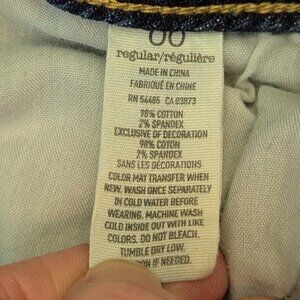 00
regular/régulière
MADE IN CHINA
FABRIQUÉ EN CHINE
RN 54485 CA 03873
98% COTTON
2% SPANDEX
EXCLUSIVE OF DECORATION
98% COTON
2% SPANDEX
SANS LES DÉCORATIONS
COLOR MAY TRANSFER WHEN
NEW. WASH ONCE SEPARATELY
IN COLD WATER BEFORE
WEARING. MACHINE WASH
COLD INSIDE OUT WITH LIKE
COLORS. DO NOT BLEACH.
TUMBLE DRY LOW.
IF NEEDED.